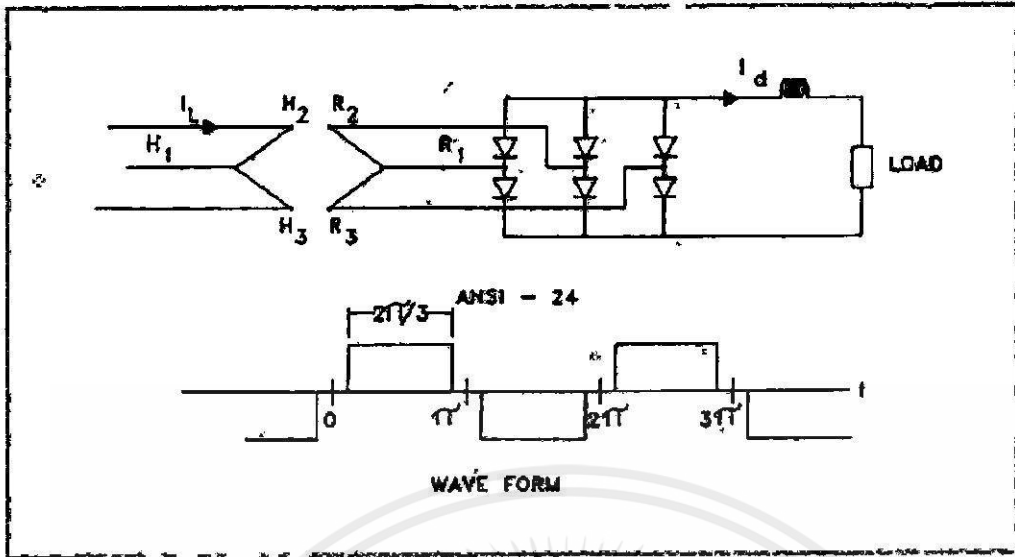 I d
I L H 2 R 2
H 1 R 1
LOAD
H 3 R 3
ANSI - 24
2π/3
0 π 2π 3π t
WAVE FORM